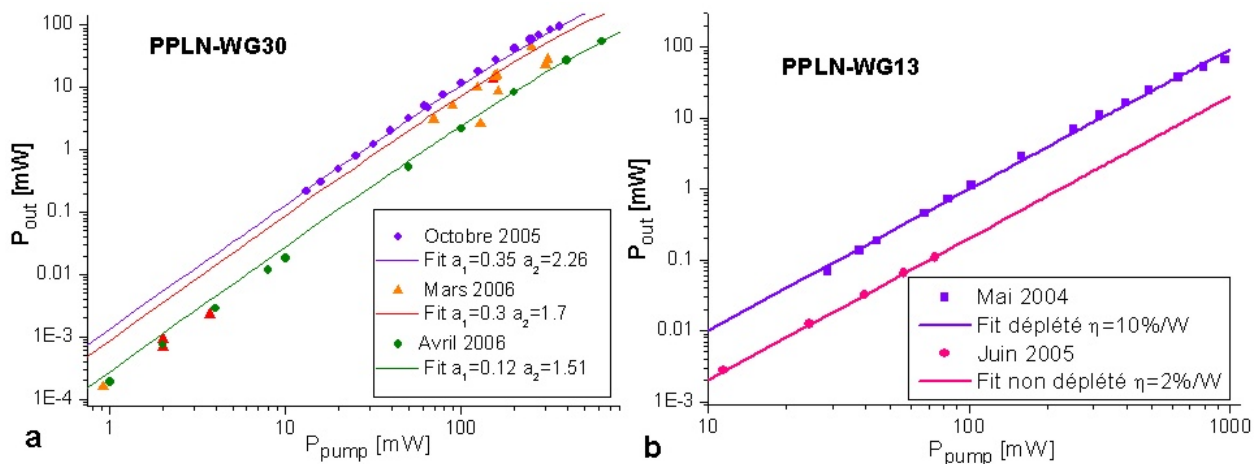 PPLN-WG30
P_out [mW]
100
10
1
0.1
0.01
1E-3
1E-4
Octobre 2005
Fit a₁=0.35 a₂=2.26
Mars 2006
Fit a₁=0.3 a₂=1.7
Avril 2006
Fit a₁=0.12 a₂=1.51
1 10 100
P_pump [mW]
a
PPLN-WG13
P_out [mW]
100
10
1
0.1
0.01
1E-3
Mai 2004
Fit déplété η=10%/W
Juin 2005
Fit non déplété η=2%/W
10 100 1000
P_pump [mW]
b